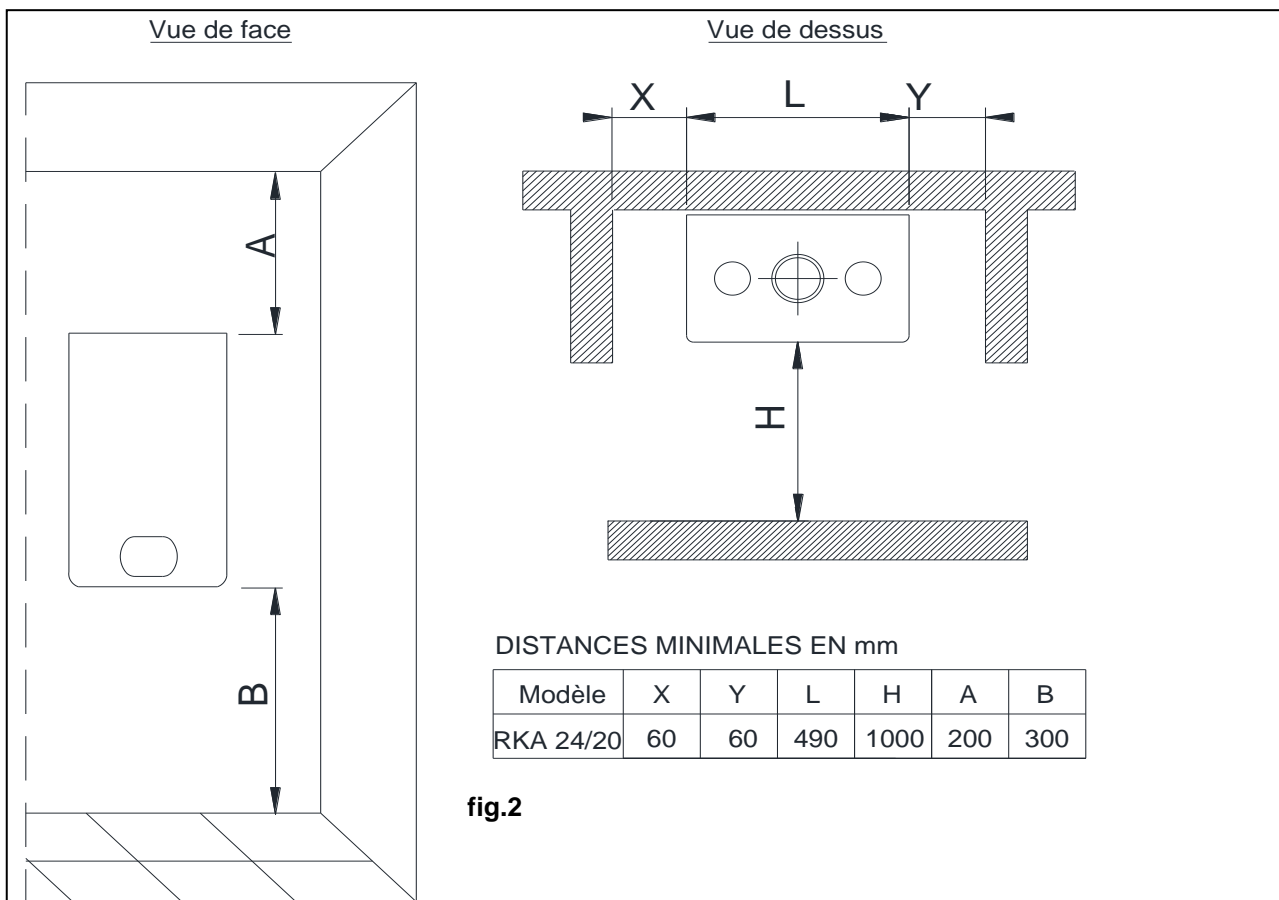 Vue de face
Vue de dessus
X L Y
A
H
B
DISTANCES MINIMALES EN mm
Modèle X Y L H A B
RKA 24/20 60 60 490 1000 200 300
fig.2